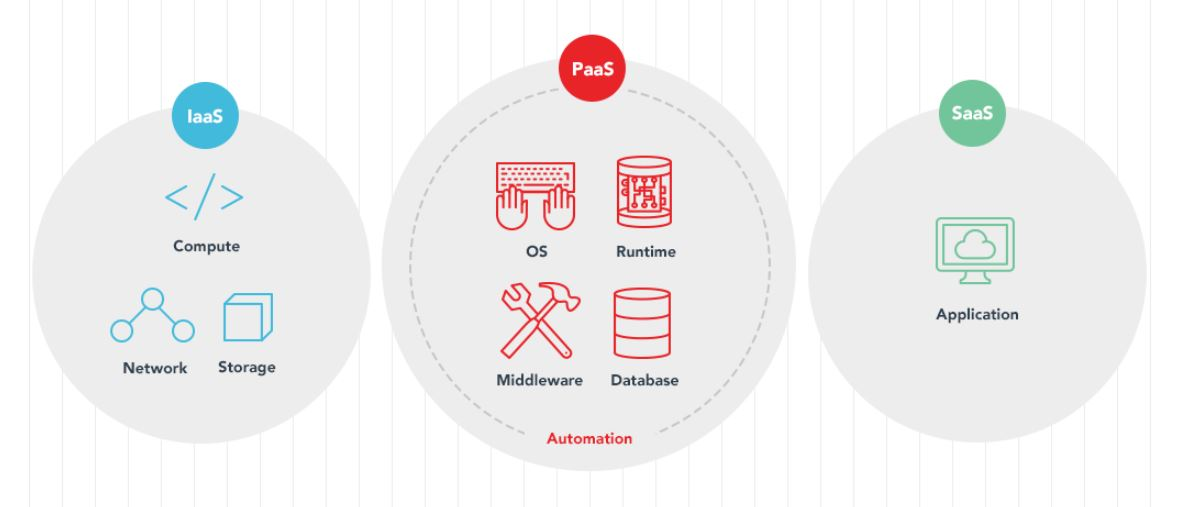 IaaS
Compute
Network
Storage
PaaS
OS
Runtime
Middleware
Database
Automation
SaaS
Application